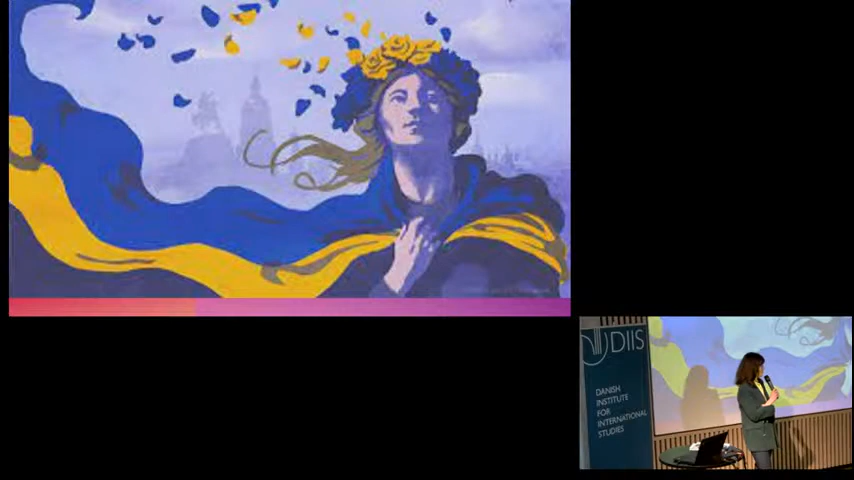 DIIS
DANISH
INSTITUTE
FOR
INTERNATIONAL
STUDIES